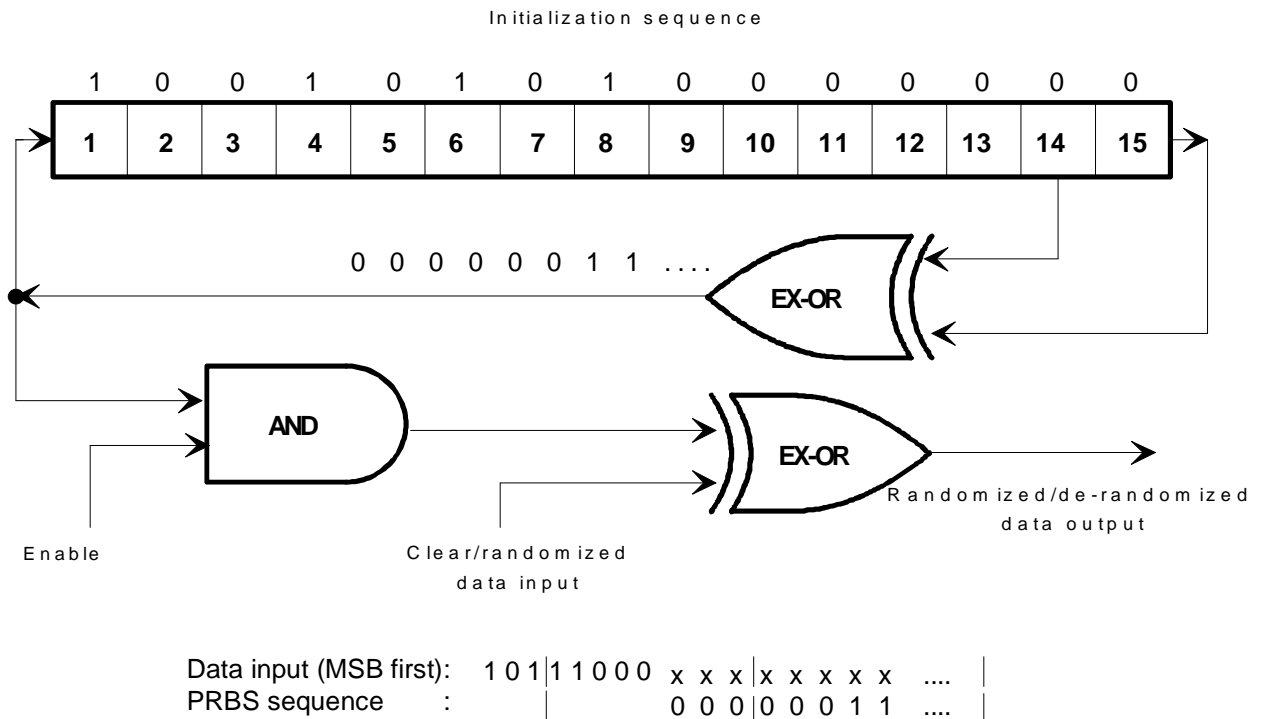 Initialization sequence
1 0 0 1 0 1 0 1 0 0 0 0 0 0 0
1 2 3 4 5 6 7 8 9 10 11 12 13 14 15
0 0 0 0 0 0 1 1 ....
EX-OR
AND
EX-OR
Enable
Clear/randomized
data input
Randomized/de-randomized
data output
Data input (MSB first): 1 0 1 | 1 1 0 0 0 x x x | x x x x x .... |
PRBS sequence : | 0 0 0 | 0 0 0 1 1 .... |